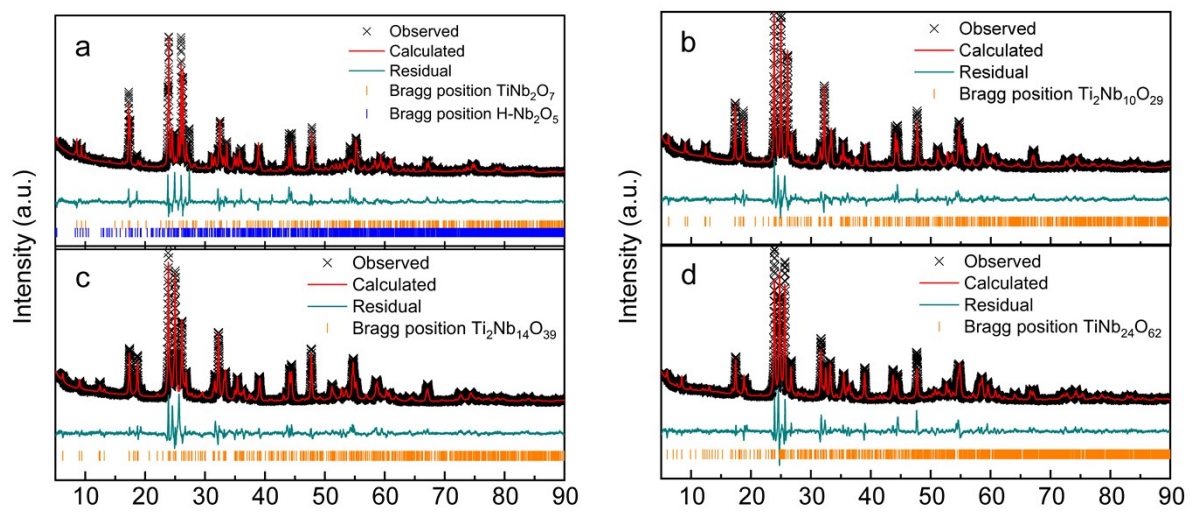 a
Observed
Calculated
Residual
Bragg position TiNb₂O₇
Bragg position H-Nb₂O₅
b
Observed
Calculated
Residual
Bragg position Ti₂Nb₁₀O₂₉
c
Observed
Calculated
Residual
Bragg position Ti₂Nb₁₄O₃₉
d
Observed
Calculated
Residual
Bragg position TiNb₂₄O₆₂
Intensity (a.u.)
Intensity (a.u.)
10 20 30 40 50 60 70 80 90
10 20 30 40 50 60 70 80 90